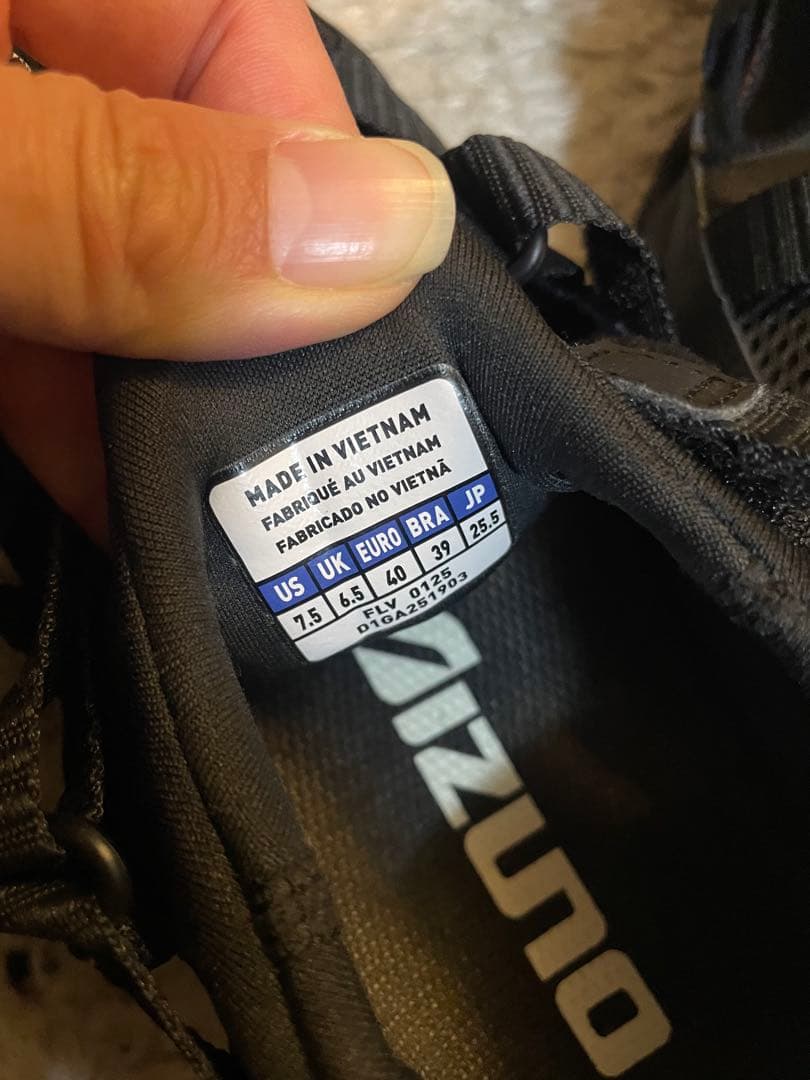 MADE IN VIETNAM
FABRIQUÉ AU VIETNAM
FABRICADO NO VIETNÃ
US UK EURO BRA JP
7.5 6.5 40 39 25.5
FLV 0125
D1GA251903
MIZUNO